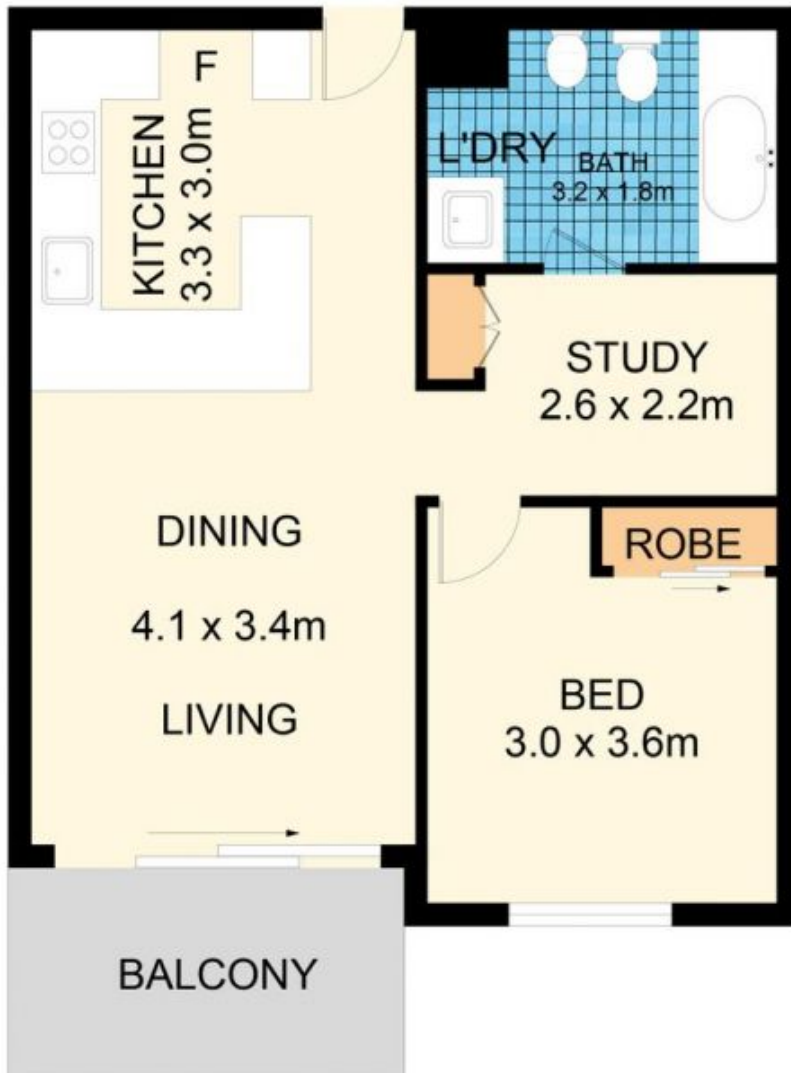 F
KITCHEN
3.3 x 3.0m
L'DRY
BATH
3.2 x 1.8m
STUDY
2.6 x 2.2m
DINING
4.1 x 3.4m
LIVING
ROBE
BED
3.0 x 3.6m
BALCONY